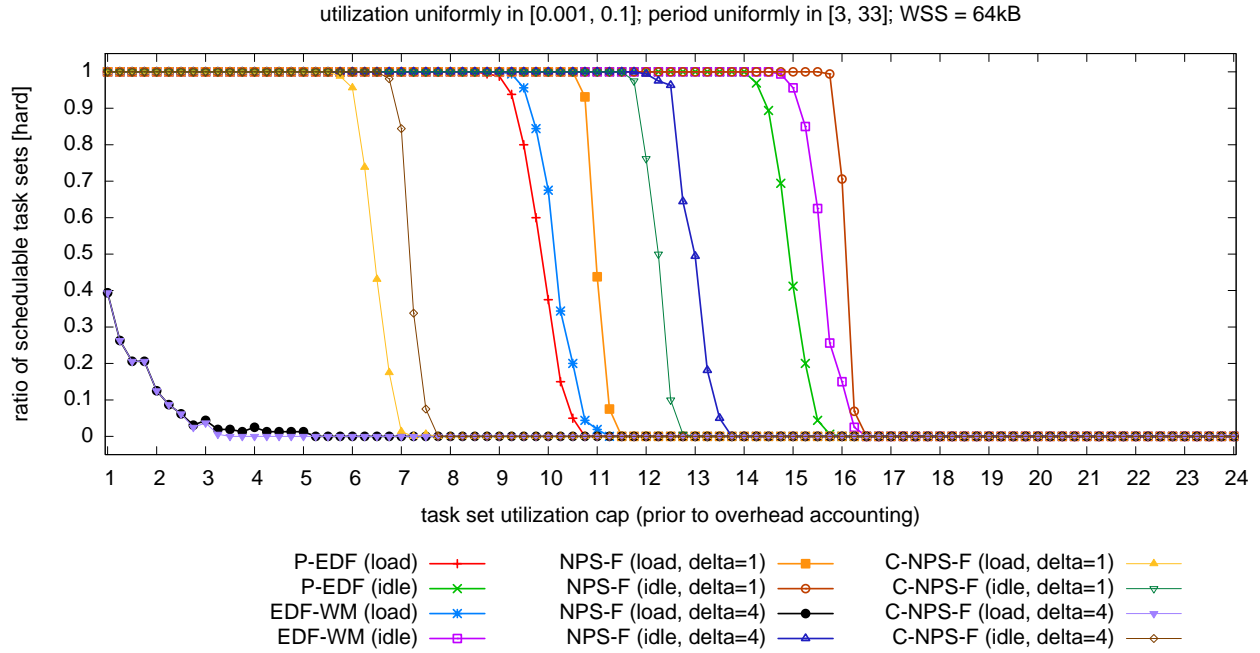 utilization uniformly in [0.001, 0.1]; period uniformly in [3, 33]; WSS = 64kB
ratio of schedulable task sets [hard]
1
0.9
0.8
0.7
0.6
0.5
0.4
0.3
0.2
0.1
0
1 2 3 4 5 6 7 8 9 10 11 12 13 14 15 16 17 18 19 20 21 22 23 24
task set utilization cap (prior to overhead accounting)
P-EDF (load) NPS-F (load, delta=1) C-NPS-F (load, delta=1)
P-EDF (idle) NPS-F (idle, delta=1) C-NPS-F (idle, delta=1)
EDF-WM (load) NPS-F (load, delta=4) C-NPS-F (load, delta=4)
EDF-WM (idle) NPS-F (idle, delta=4) C-NPS-F (idle, delta=4)